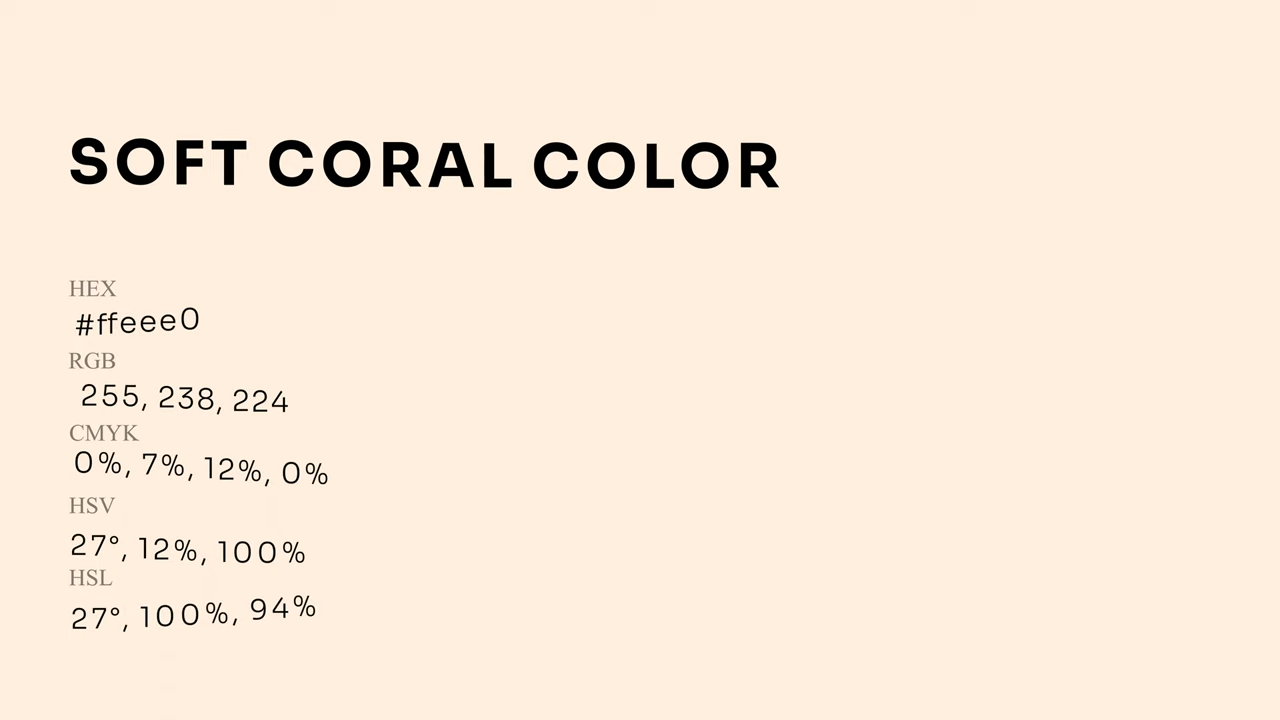 SOFT CORAL COLOR
HEX
#ffeee0
RGB
255, 238, 224
CMYK
0%, 7%, 12%, 0%
HSV
27°, 12%, 100%
HSL
27°, 100%, 94%